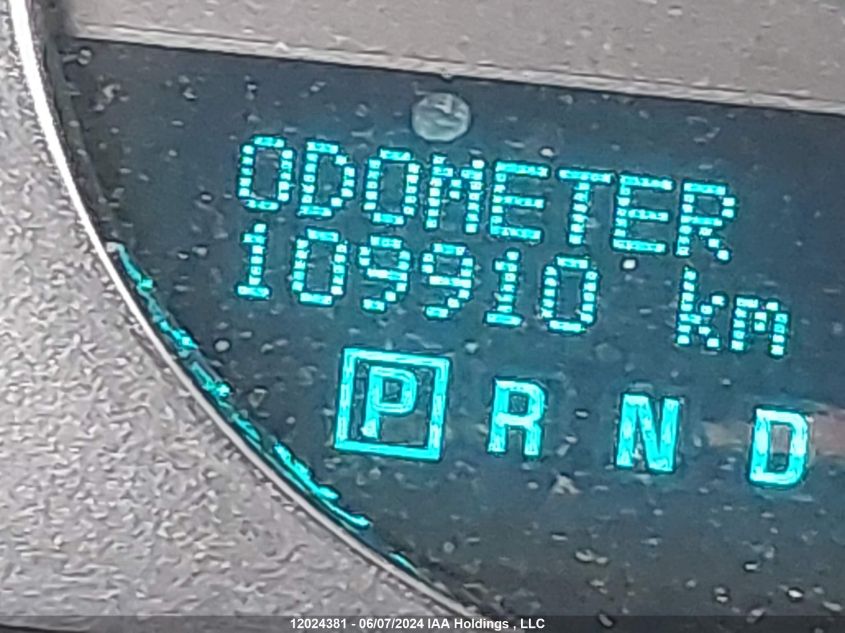 ODOMETER
109910 km
P R N D
12024381 - 06/07/2024 IAA Holdings , LLC